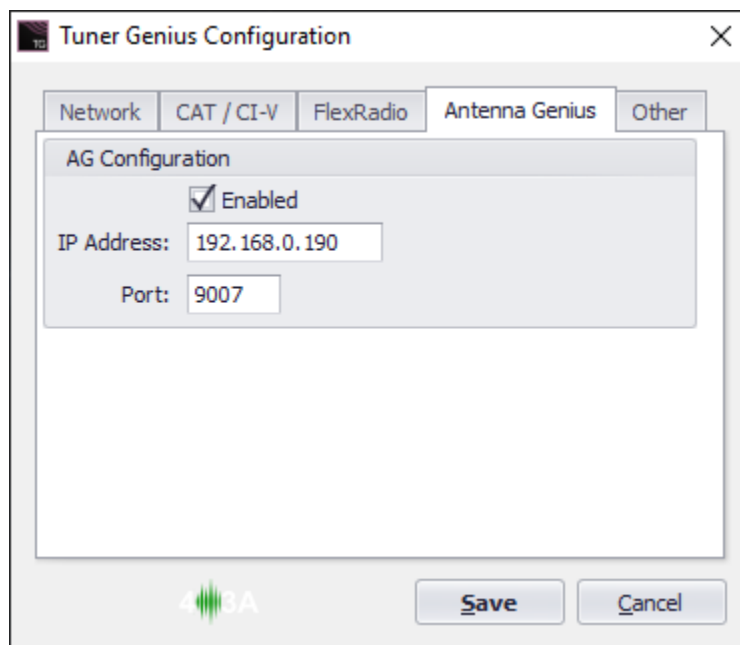 TG
Tuner Genius Configuration
Network CAT / CI-V FlexRadio Antenna Genius Other
AG Configuration
Enabled
IP Address: 192.168.0.190
Port: 9007
Save Cancel